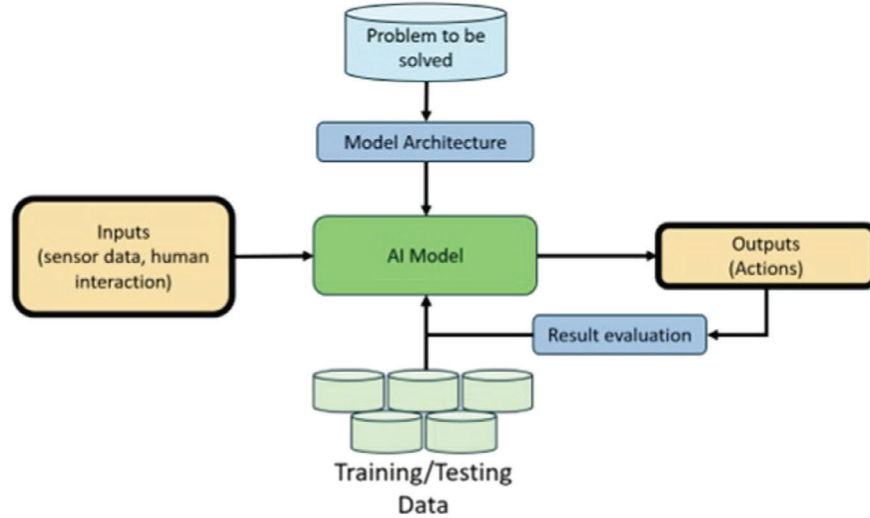 Problem to be
solved
Model Architecture
Inputs
(sensor data, human
interaction)
AI Model
Outputs
(Actions)
Result evaluation
Training/Testing
Data